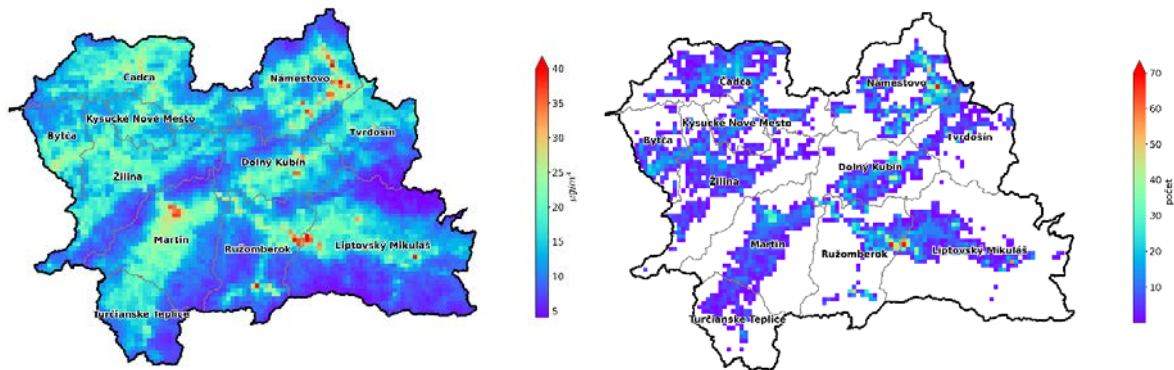 Čadca
Námestovo
Kysucké Nové Mesto
Bytča
Tvrdošín
Dolný Kubín
Žilina
Martin
Ružomberok
Liptovský Mikuláš
Turčianske Teplice
40
35
30
25
20
15
10
5
µg/m³
Čadca
Námestovo
Kysucké Nové Mesto
Bytča
Tvrdošín
Dolný Kubín
Žilina
Martin
Ružomberok
Liptovský Mikuláš
Turčianske Teplice
70
60
50
40
30
20
10
počet